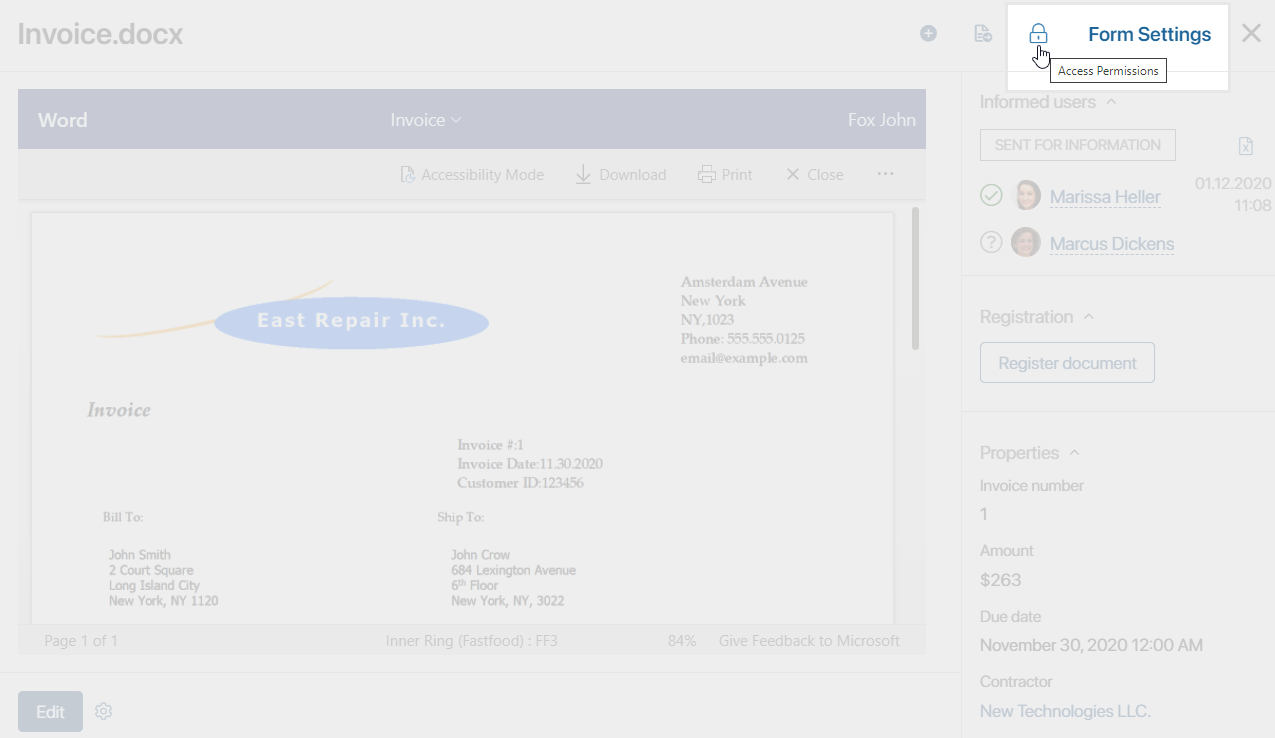 Invoice.docx
Form Settings
Access Permissions
Word
Invoice
Fox John
Accessibility Mode
Download
Print
Close
East Repair Inc.
Amsterdam Avenue
New York
NY,1023
Phone: 555.555.0125
email@example.com
Invoice
Invoice #:1
Invoice Date:11.30.2020
Customer ID:123456
Bill To:
Ship To:
John Smith
2 Court Square
Long Island City
New York, NY 1120
John Crow
684 Lexington Avenue
6th Floor
New York, NY, 3022
Page 1 of 1
Inner Ring (Fastfood) : FF3
84%
Give Feedback to Microsoft
Edit
Informed users
SENT FOR INFORMATION
Marissa Heller
01.12.2020
11:08
Marcus Dickens
Registration
Register document
Properties
Invoice number
1
Amount
$263
Due date
November 30, 2020 12:00 AM
Contractor
New Technologies LLC.